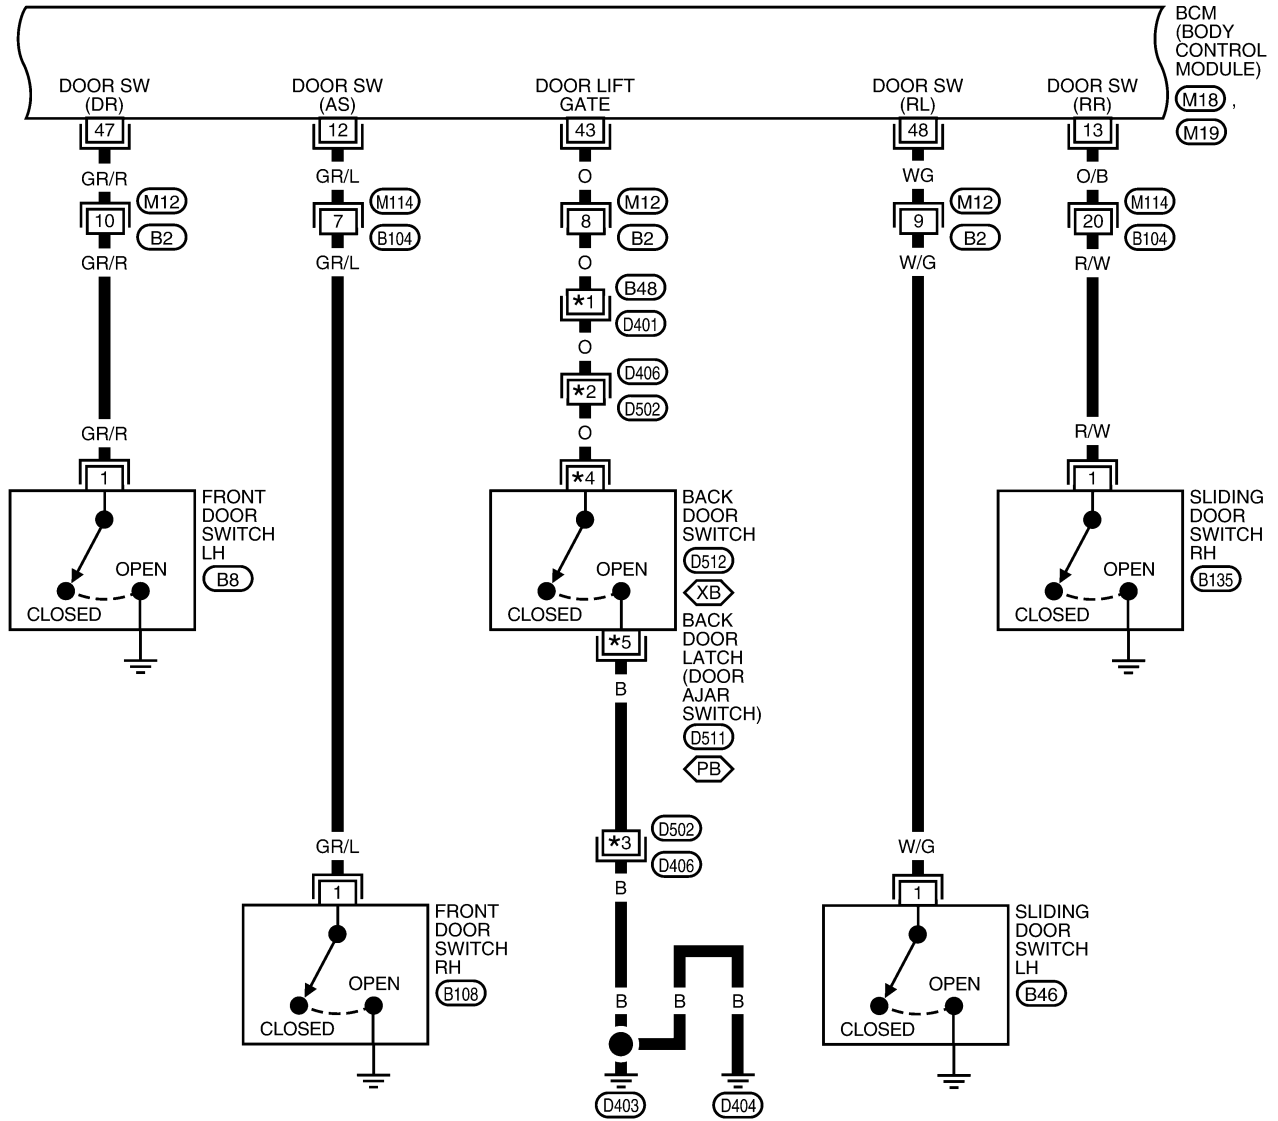 BCM
(BODY
CONTROL
MODULE)
M18 ,
M19
DOOR SW
(DR)
DOOR SW
(AS)
DOOR LIFT
GATE
DOOR SW
(RL)
DOOR SW
(RR)
47
12
43
48
13
GR/R
GR/L
O
WG
O/B
10
M12
B2
7
M114
B104
8
M12
B2
9
M12
B2
20
M114
B104
GR/R
GR/L
O
W/G
R/W
*1
B48
D401
O
*2
D406
D502
GR/R
O
R/W
1
*4
1
FRONT
DOOR
SWITCH
LH
B8
OPEN
CLOSED
BACK
DOOR
SWITCH
D512
XB
OPEN
CLOSED
BACK
DOOR
LATCH
(DOOR
AJAR
SWITCH)
D511
PB
SLIDING
DOOR
SWITCH
RH
B135
OPEN
CLOSED
*5
B
*3
D502
D406
GR/L
B
W/G
1
1
FRONT
DOOR
SWITCH
RH
B108
OPEN
CLOSED
SLIDING
DOOR
SWITCH
LH
B46
OPEN
CLOSED
B
B
B
D403
D404